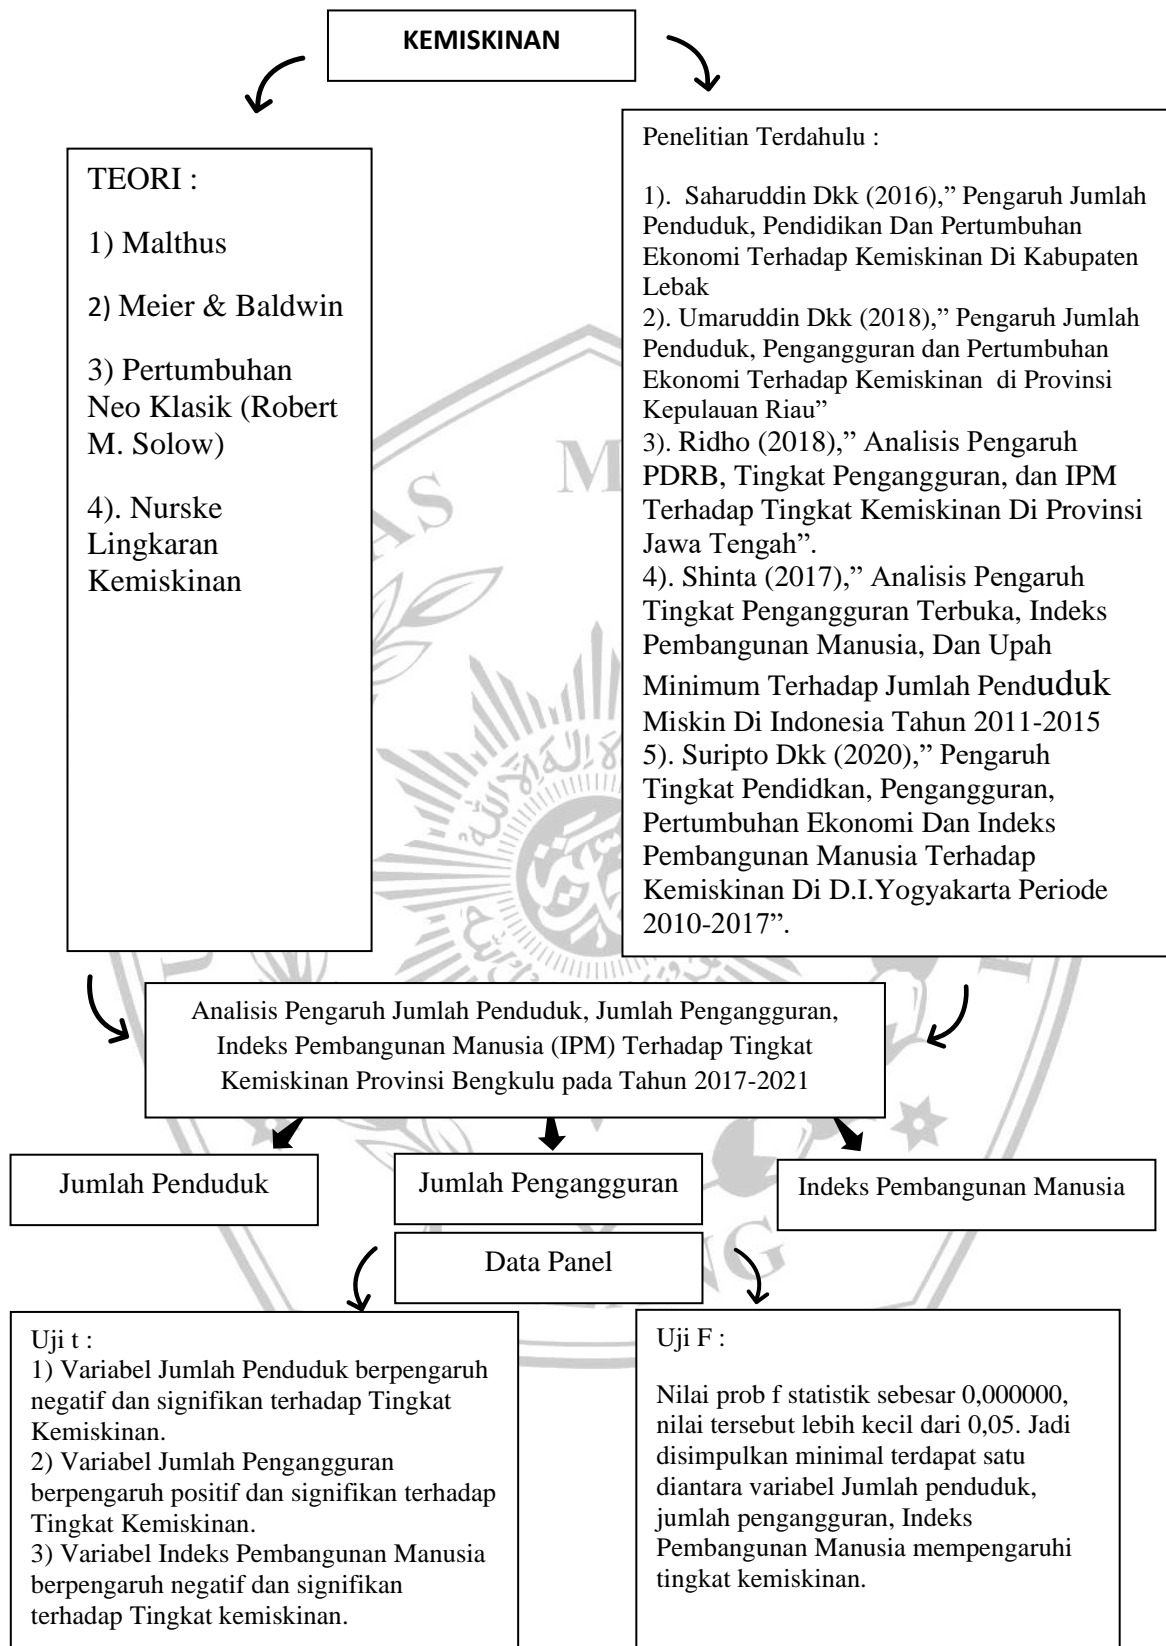 KEMISKINAN
TEORI :
1) Malthus
2) Meier & Baldwin
3) Pertumbuhan
Neo Klasik (Robert
M. Solow)
4). Nurske
Lingkaran
Kemiskinan
Penelitian Terdahulu :
1). Saharuddin Dkk (2016),” Pengaruh Jumlah
Penduduk, Pendidikan Dan Pertumbuhan
Ekonomi Terhadap Kemiskinan Di Kabupaten
Lebak
2). Umaruddin Dkk (2018),” Pengaruh Jumlah
Penduduk, Pengangguran dan Pertumbuhan
Ekonomi Terhadap Kemiskinan di Provinsi
Kepulauan Riau”
3). Ridho (2018),” Analisis Pengaruh
PDRB, Tingkat Pengangguran, dan IPM
Terhadap Tingkat Kemiskinan Di Provinsi
Jawa Tengah”.
4). Shinta (2017),” Analisis Pengaruh
Tingkat Pengangguran Terbuka, Indeks
Pembangunan Manusia, Dan Upah
Minimum Terhadap Jumlah Penduduk
Miskin Di Indonesia Tahun 2011-2015
5). Suripto Dkk (2020),” Pengaruh
Tingkat Pendidkan, Pengangguran,
Pertumbuhan Ekonomi Dan Indeks
Pembangunan Manusia Terhadap
Kemiskinan Di D.I.Yogyakarta Periode
2010-2017”.
Analisis Pengaruh Jumlah Penduduk, Jumlah Pengangguran,
Indeks Pembangunan Manusia (IPM) Terhadap Tingkat
Kemiskinan Provinsi Bengkulu pada Tahun 2017-2021
Jumlah Penduduk
Jumlah Pengangguran
Indeks Pembangunan Manusia
Data Panel
Uji t :
1) Variabel Jumlah Penduduk berpengaruh
negatif dan signifikan terhadap Tingkat
Kemiskinan.
2) Variabel Jumlah Pengangguran
berpengaruh positif dan signifikan terhadap
Tingkat Kemiskinan.
3) Variabel Indeks Pembangunan Manusia
berpengaruh negatif dan signifikan
terhadap Tingkat kemiskinan.
Uji F :
Nilai prob f statistik sebesar 0,000000,
nilai tersebut lebih kecil dari 0,05. Jadi
disimpulkan minimal terdapat satu
diantara variabel Jumlah penduduk,
jumlah pengangguran, Indeks
Pembangunan Manusia mempengaruhi
tingkat kemiskinan.